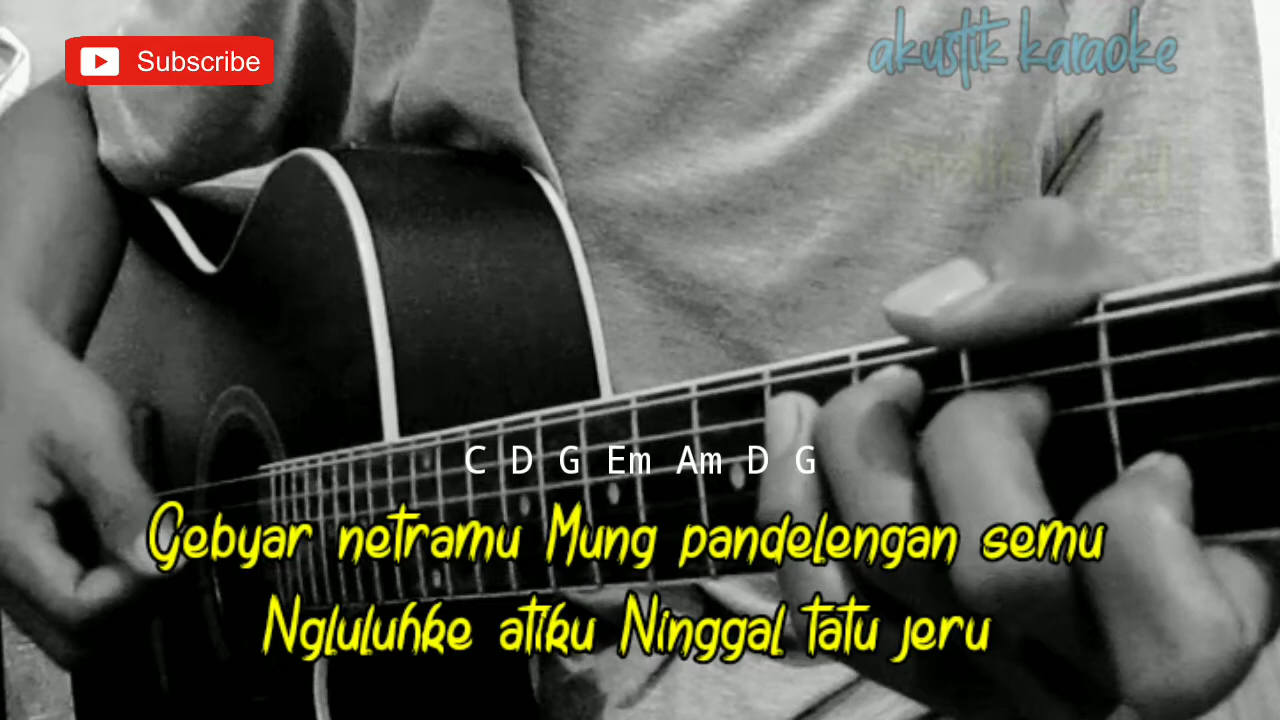 Subscribe
akustik karaoke
C D G Em Am D G
Gebyar netramu Mung pandelengan semu
Ngluluhke atiku Ninggal tatu jeru